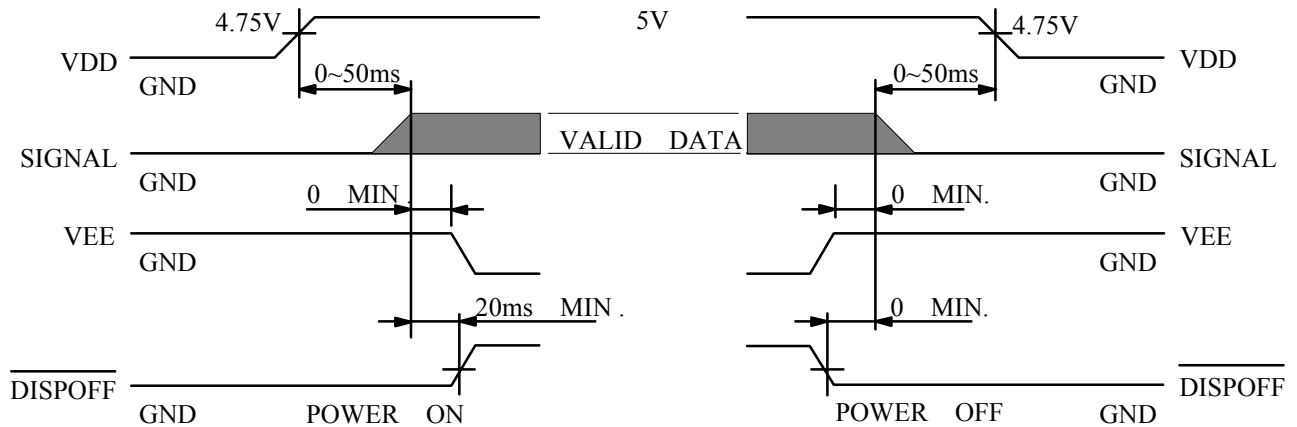 4.75V 5V 4.75V
VDD VDD
GND 0~50ms 0~50ms GND
VALID DATA
SIGNAL SIGNAL
GND GND
0 MIN . 0 MIN.
VEE VEE
GND GND
20ms MIN . 0 MIN.
DISPOFF DISPOFF
GND POWER ON POWER OFF GND